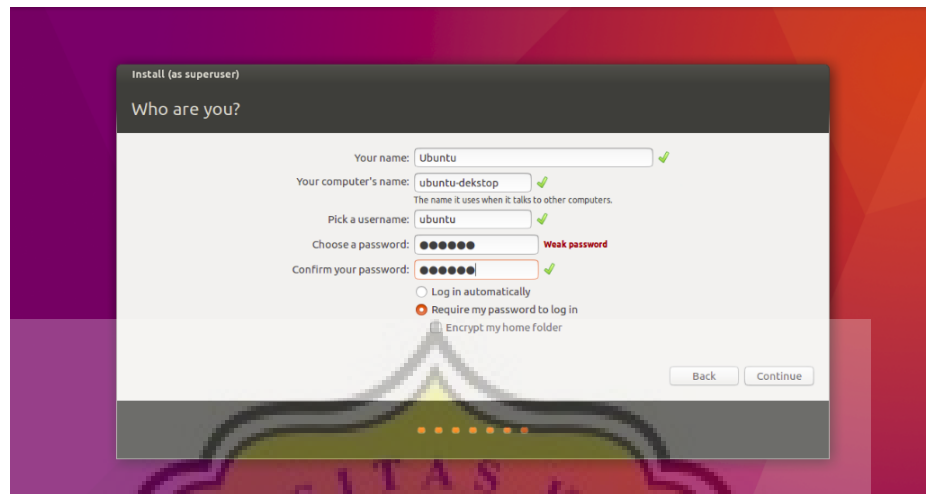 Install (as superuser)
Who are you?
Your name: Ubuntu
Your computer's name: ubuntu-dekstop
The name it uses when it talks to other computers.
Pick a username: ubuntu
Choose a password: ●●●●●● Weak password
Confirm your password: ●●●●●●
Log in automatically
Require my password to log in
Encrypt my home folder
Back Continue
ITAS